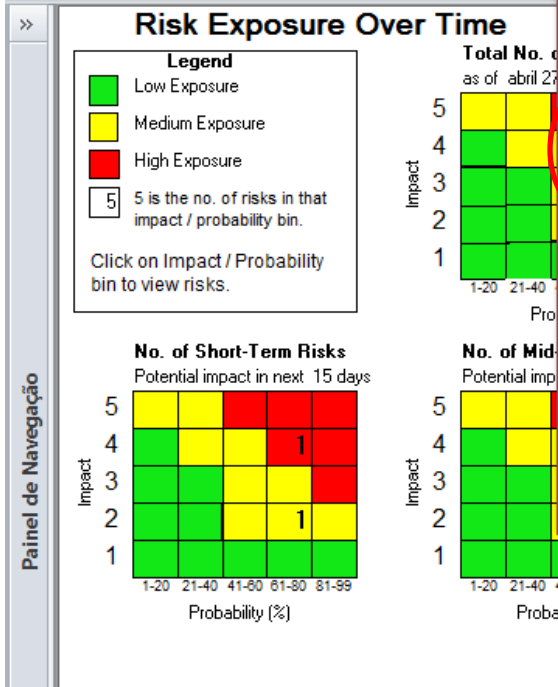 »
Painel de Navegação
Risk Exposure Over Time
Legend
Low Exposure
Medium Exposure
High Exposure
5
5 is the no. of risks in that
impact / probability bin.
Click on Impact / Probability
bin to view risks.
Total No.
as of abril 27
Impact
5
4
3
2
1
1-20 21-40
Pro
No. of Short-Term Risks
Potential impact in next 15 days
Impact
5
4
1
3
2
1
1
1-20 21-40 41-60 61-80 81-99
Probability (%)
No. of Mid-
Potential imp
Impact
5
4
3
2
1
1-20 21-40
Proba